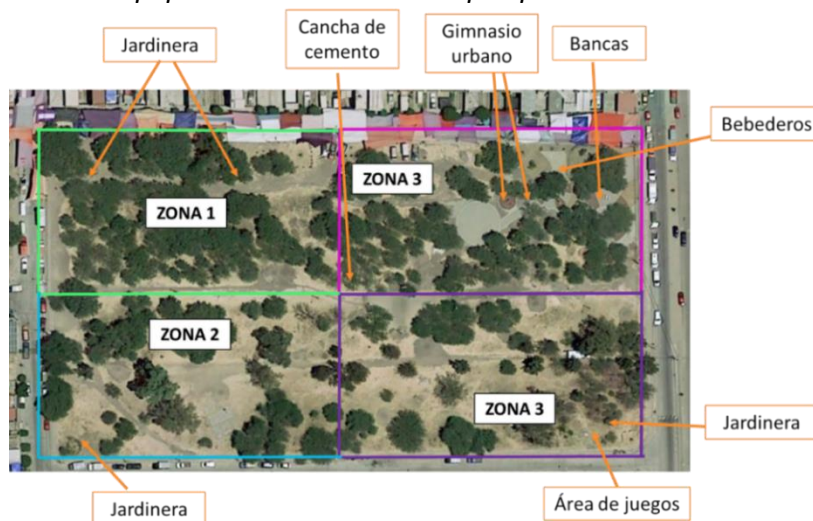 Jardinera
Cancha de
cemento
Gimnasio
urbano
Bancas
Bebederos
ZONA 3
ZONA 1
ZONA 2
ZONA 3
Jardinera
Área de juegos
Jardinera